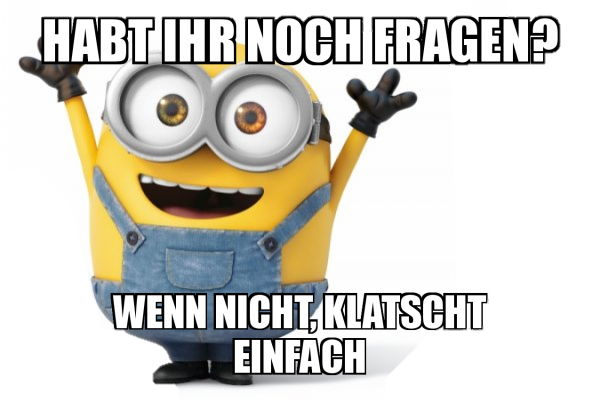 HABT IHR NOCH FRAGEN?
WENN NICHT, KLATSCHT
EINFACH